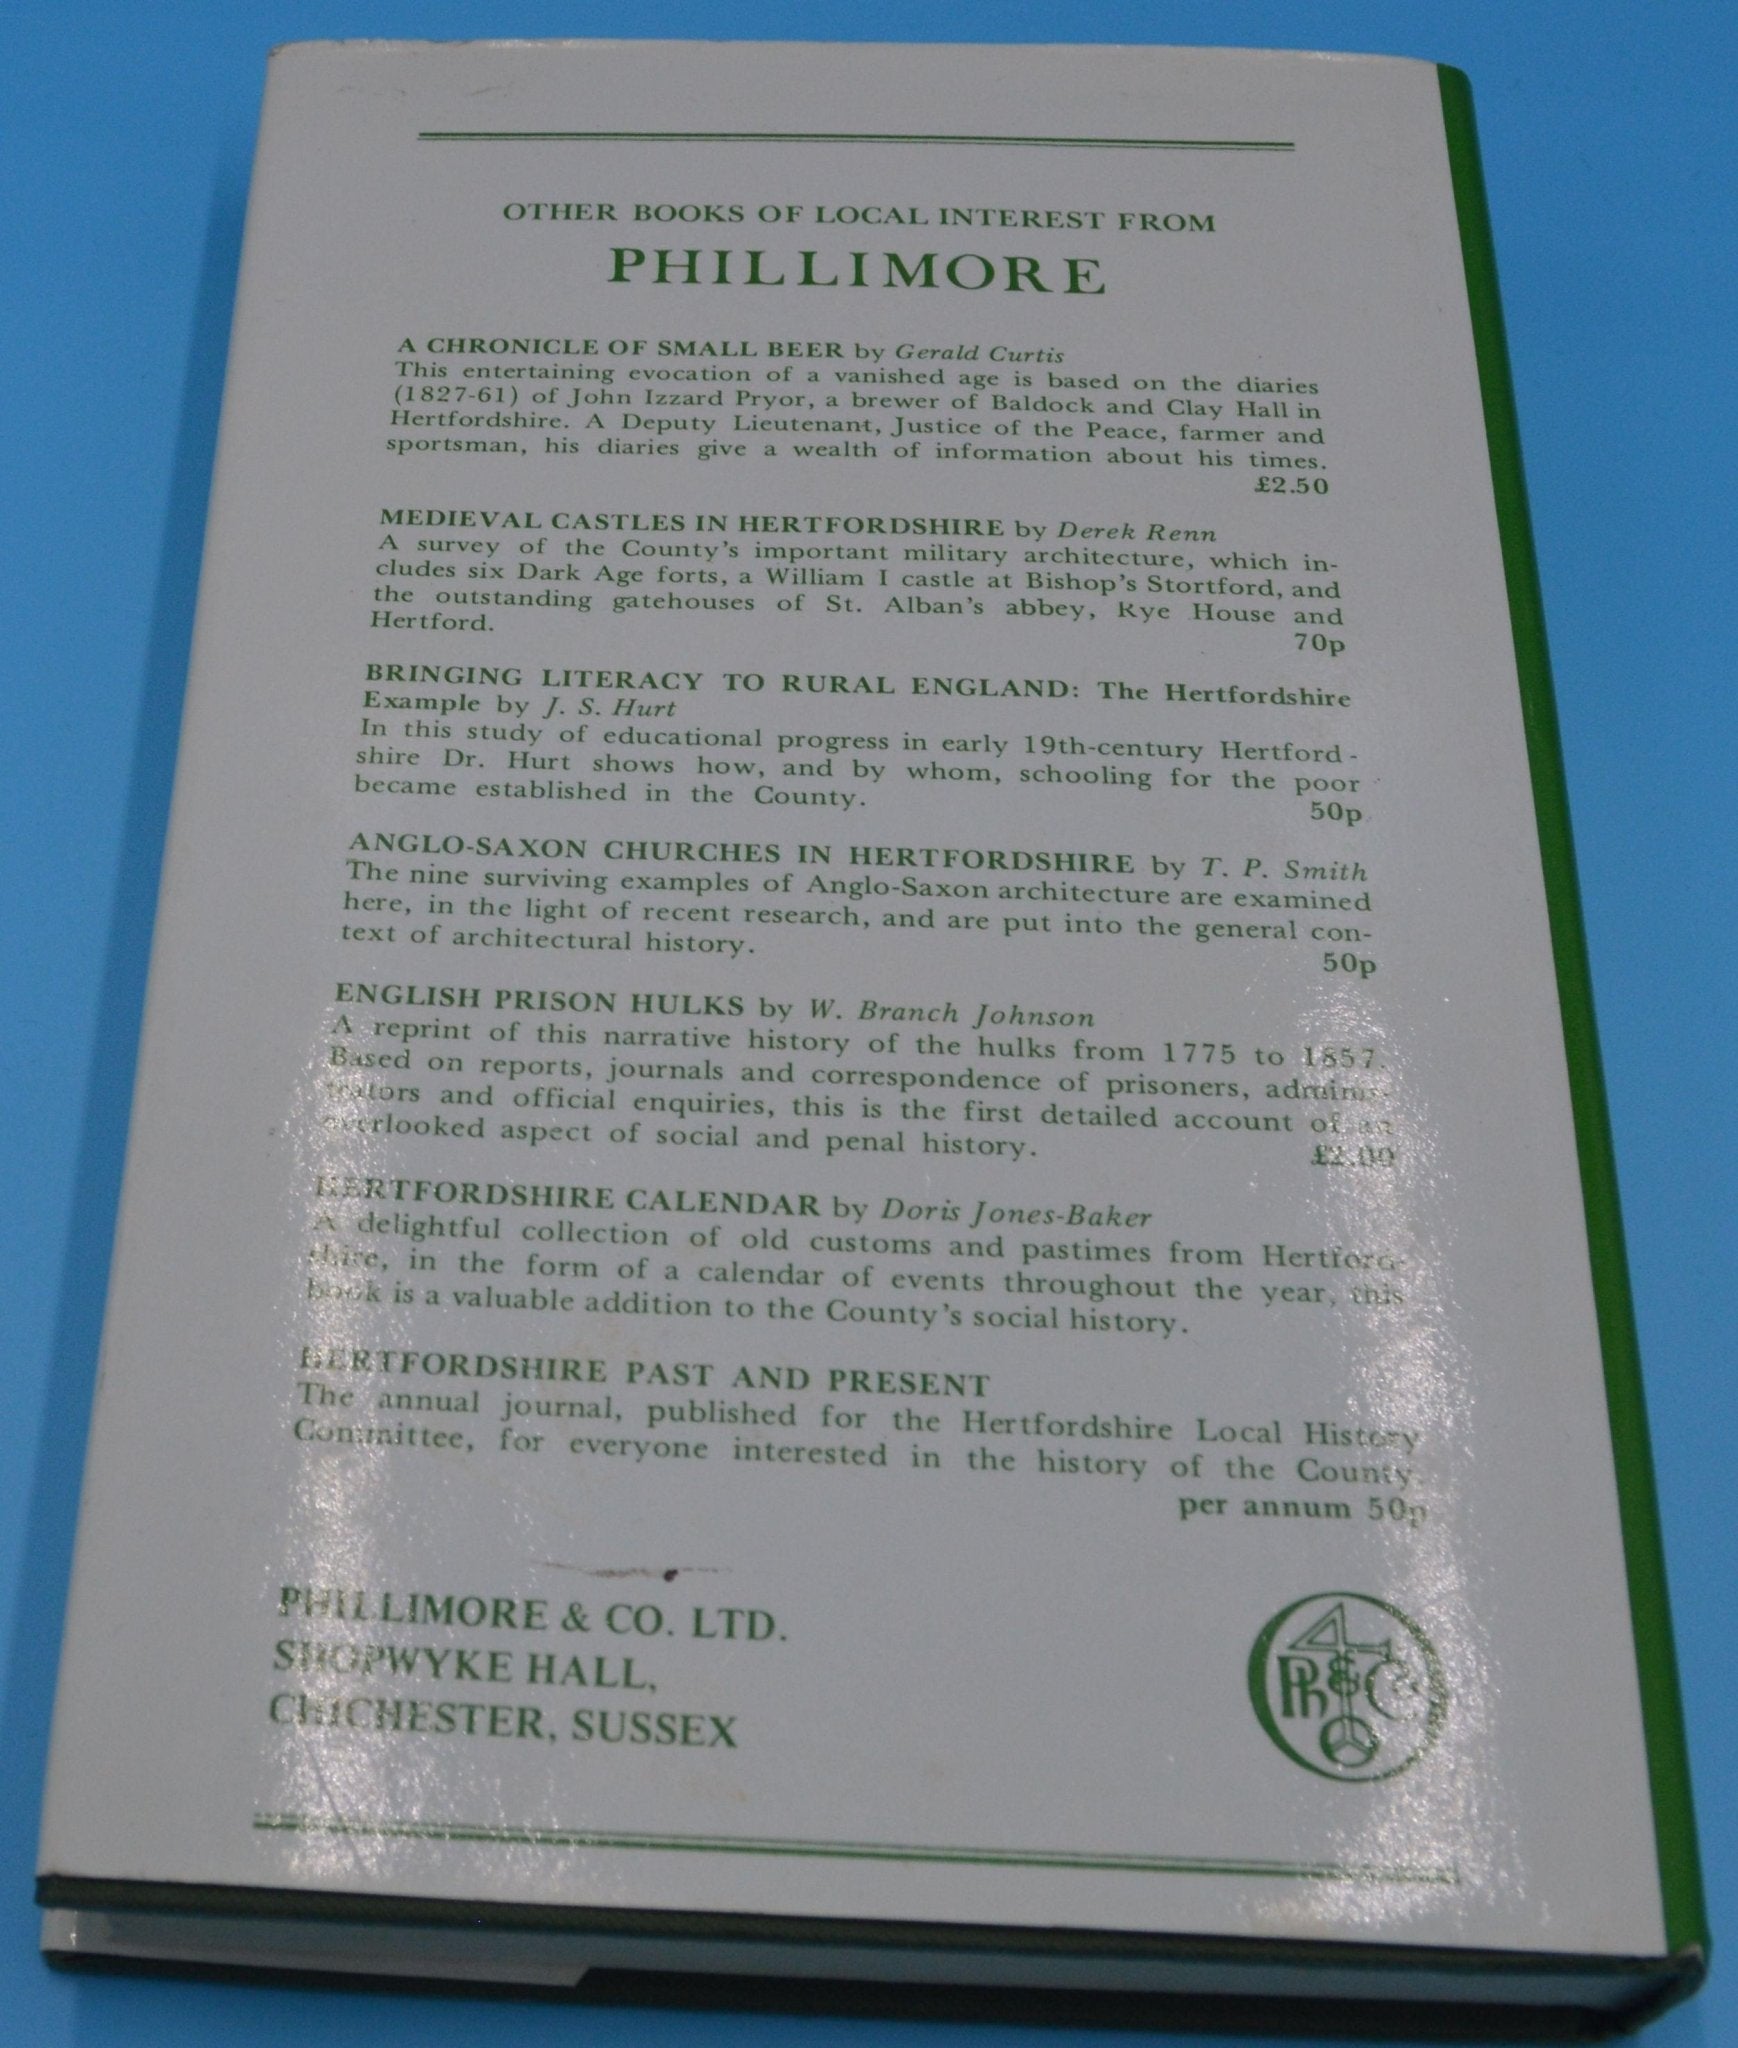 OTHER BOOKS OF LOCAL INTEREST FROM
PHILLIMORE
A CHRONICLE OF SMALL BEER by Gerald Curtis
This entertaining evocation of a vanished age is based on the diaries
(1827-61) of John Izzard Pryor, a brewer of Baldock and Clay Hall in
Hertfordshire. A Deputy Lieutenant, Justice of the Peace, farmer and
sportsman, his diaries give a wealth of information about his times.
£2.50
MEDIEVAL CASTLES IN HERTFORDSHIRE by Derek Renn
A survey of the County's important military architecture, which in-
cludes six Dark Age forts, a William I castle at Bishop's Stortford, and
the outstanding gatehouses of St. Alban's abbey, Rye House and
Hertford. 70p
BRINGING LITERACY TO RURAL ENGLAND: The Hertfordshire
Example by J. S. Hurt
In this study of educational progress in early 19th-century Hertford-
shire Dr. Hurt shows how, and by whom, schooling for the poor
became established in the County. 50p
ANGLO-SAXON CHURCHES IN HERTFORDSHIRE by T. P. Smith
The nine surviving examples of Anglo-Saxon architecture are examined
here, in the light of recent research, and are put into the general con-
text of architectural history. 50p
ENGLISH PRISON HULKS by W. Branch Johnson
A reprint of this narrative history of the hulks from 1775 to 1857.
Based on reports, journals and correspondence of prisoners, adminis-
trators and official enquiries, this is the first detailed account of an
overlooked aspect of social and penal history.
HERTFORDSHIRE CALENDAR by Doris Jones-Baker
A delightful collection of old customs and pastimes from Hertford-
shire, in the form of a calendar of events throughout the year, this
book is a valuable addition to the County's social history.
HERTFORDSHIRE PAST AND PRESENT
The annual journal, published for the Hertfordshire Local History
Committee, for everyone interested in the history of the County.
per annum 50p
PHILLIMORE & CO. LTD.
SHOPWYKE HALL,
CHICHESTER, SUSSEX
Ph & Co